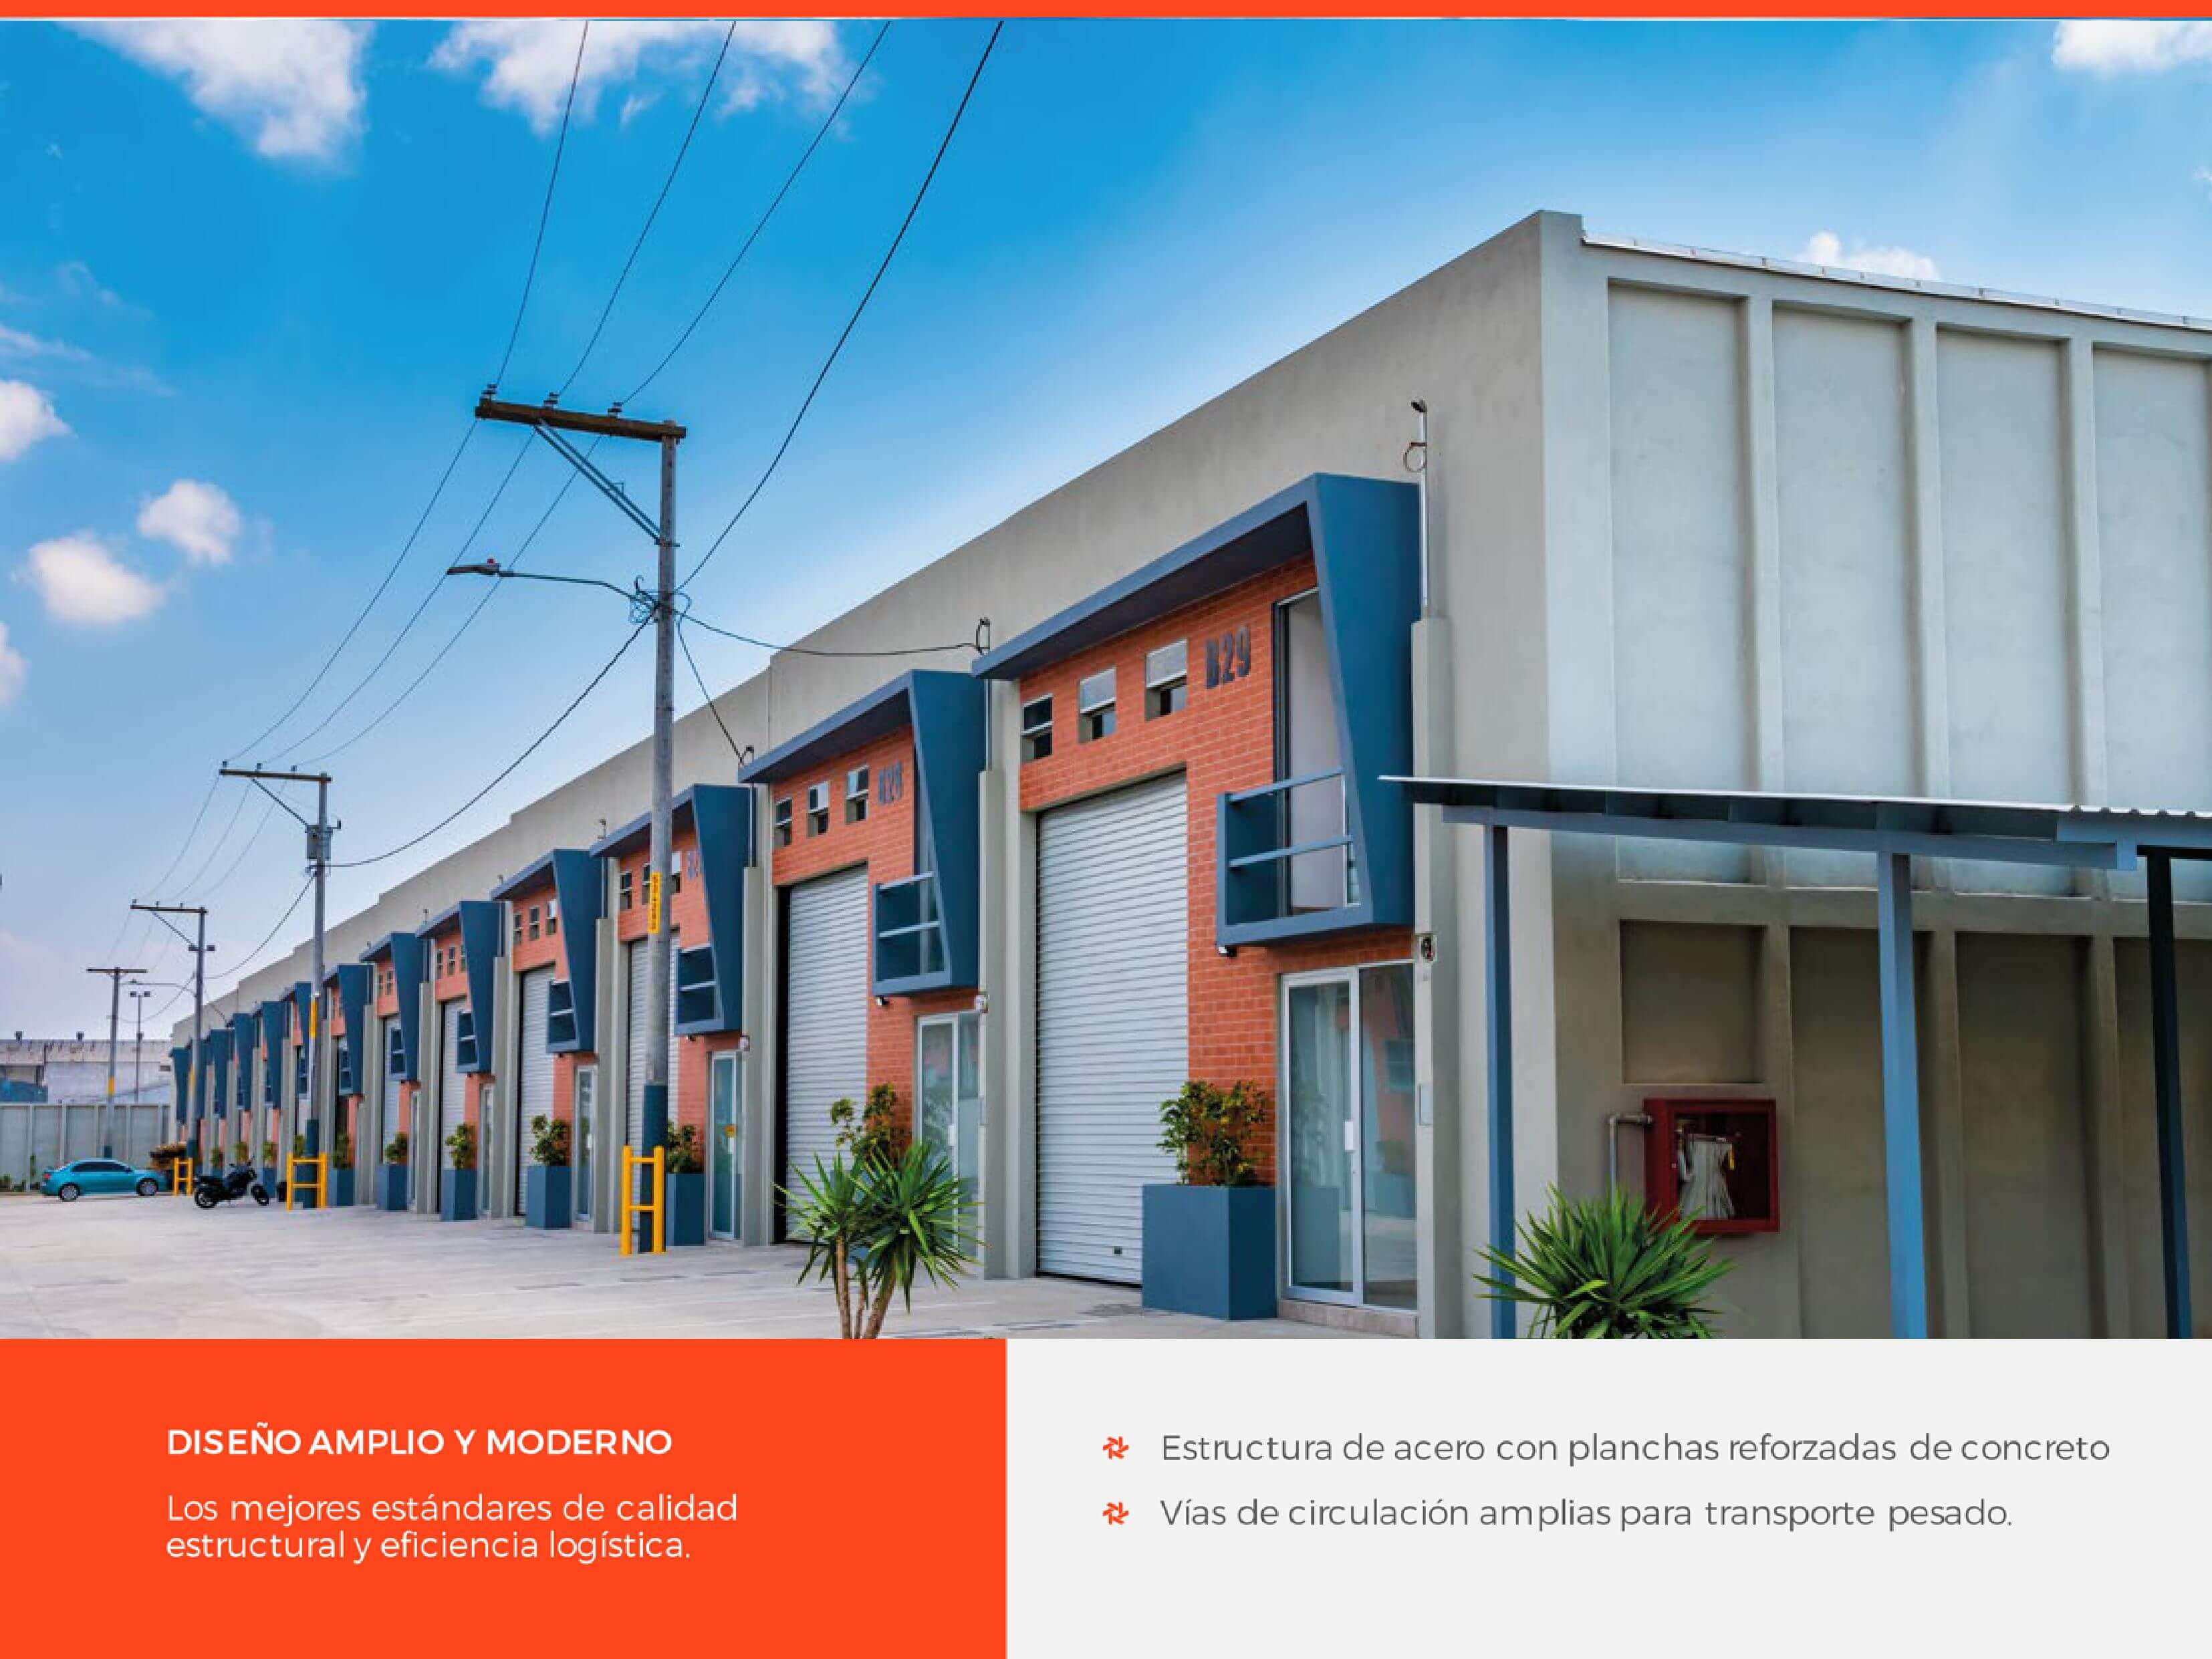 B29
DISEÑO AMPLIO Y MODERNO
Los mejores estándares de calidad
estructural y eficiencia logística.
Estructura de acero con planchas reforzadas de concreto
Vías de circulación amplias para transporte pesado.